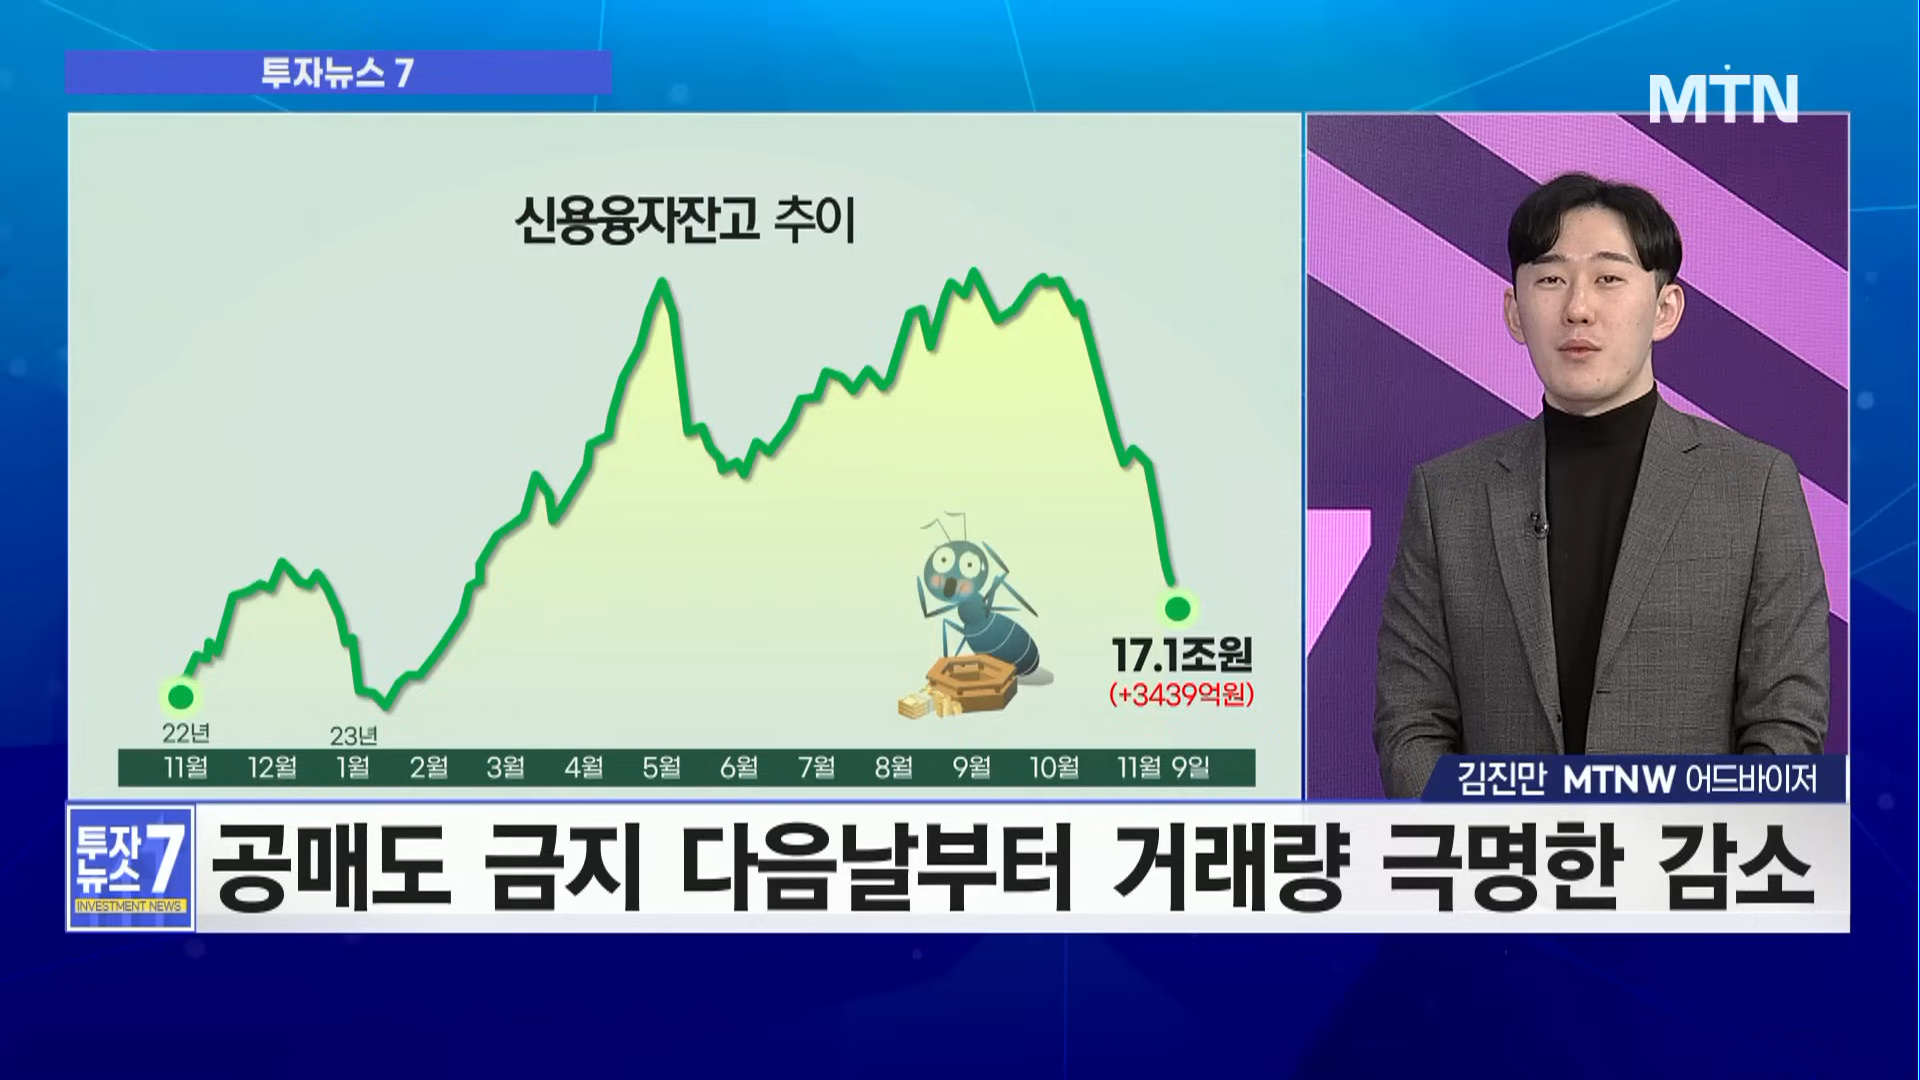 투자뉴스 7
MTN
신용융자잔고 추이
17.1조원
(+3439억원)
22년
23년
11월 12월 1월 2월 3월 4월 5월 6월 7월 8월 9월 10월 11월 9일
김진만 MTNW 어드바이저
투자
뉴스 7
INVESTMENT NEWS
공매도 금지 다음날부터 거래량 극명한 감소